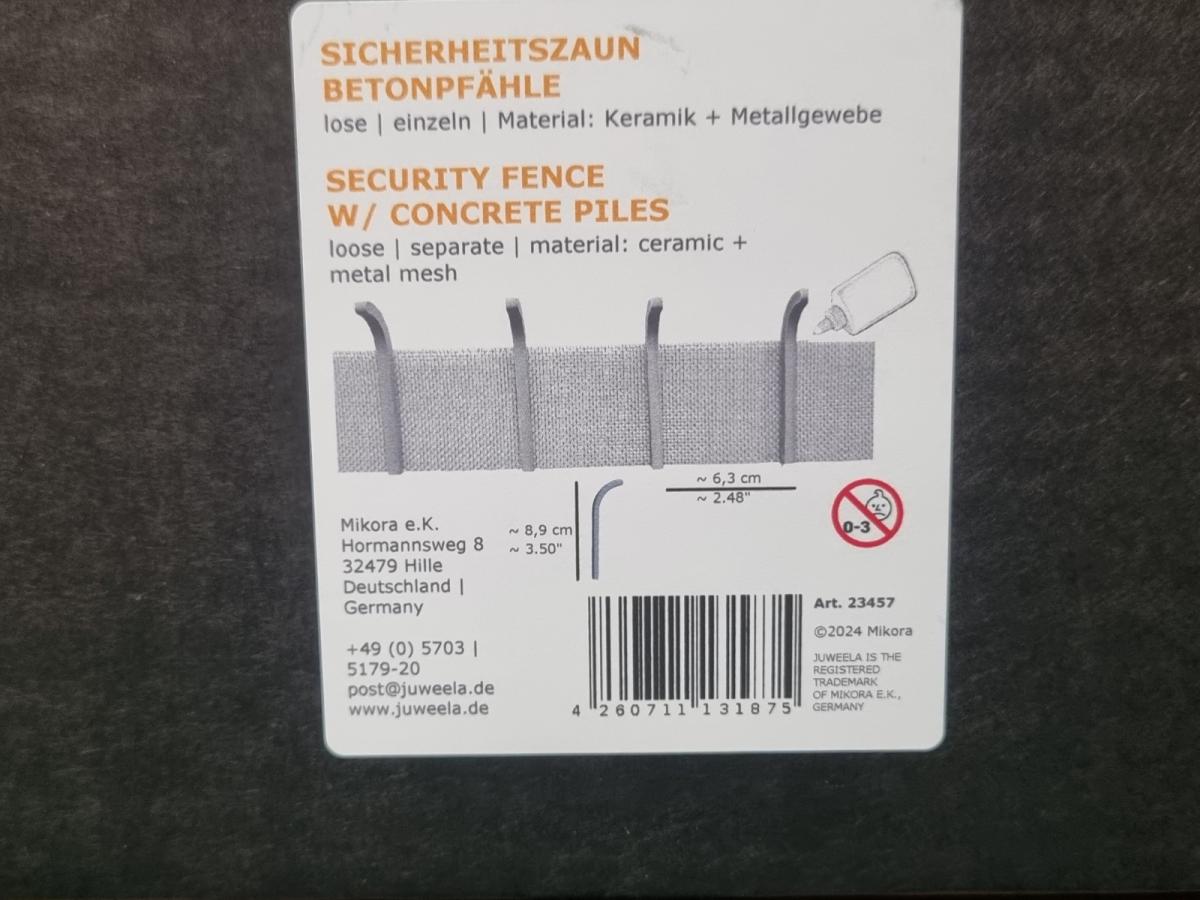 SICHERHEITSZAUN
BETONPFÄHLE
lose | einzeln | Material: Keramik + Metallgewebe
SECURITY FENCE
W/ CONCRETE PILES
loose | separate | material: ceramic +
metal mesh
~ 6,3 cm
~ 2.48"
~ 8,9 cm
~ 3.50"
0-3
Mikora e.K.
Hormannsweg 8
32479 Hille
Deutschland |
Germany
+49 (0) 5703 |
5179-20
post@juweela.de
www.juweela.de
4 260711 131875
Art. 23457
©2024 Mikora
JUWEELA IS THE
REGISTERED
TRADEMARK
OF MIKORA E.K.,
GERMANY